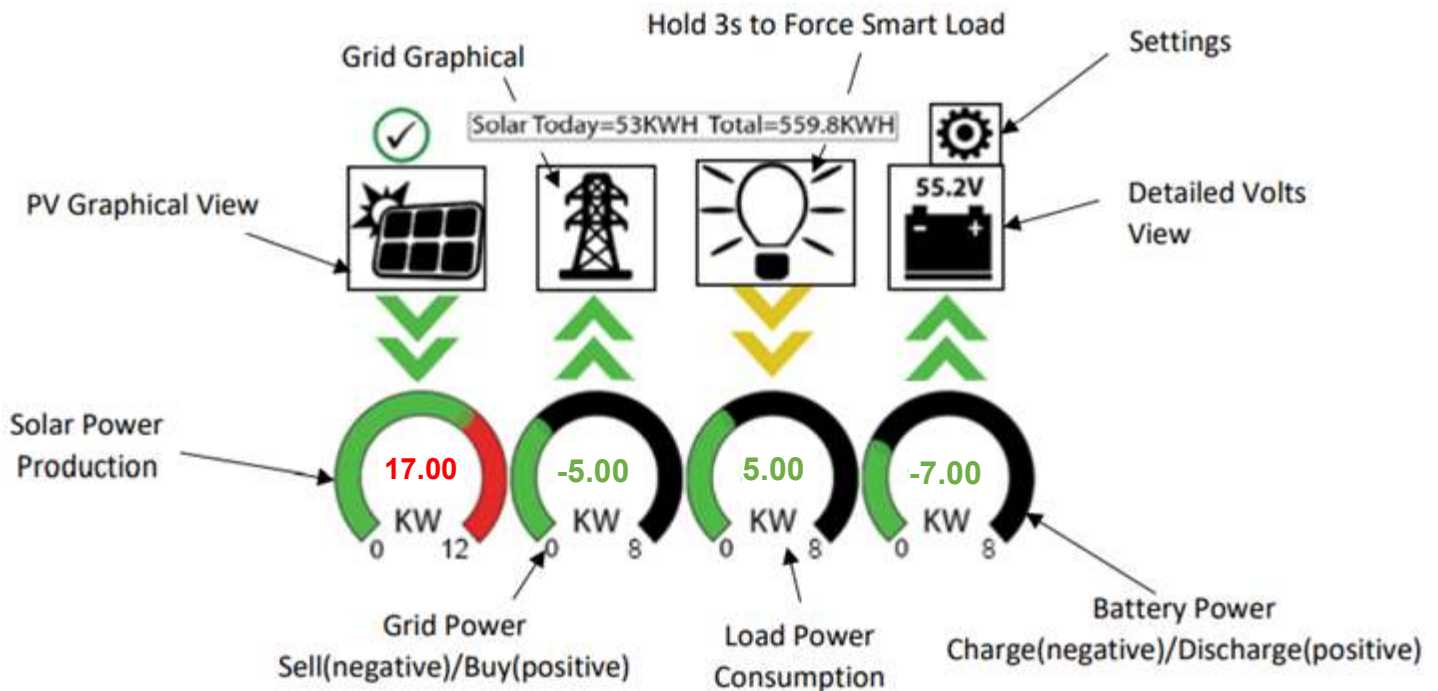 Hold 3s to Force Smart Load
Settings
Grid Graphical
Solar Today=53KWH Total=559.8KWH
55.2V
PV Graphical View
Detailed Volts
View
Solar Power
Production
17.00
-5.00
5.00
-7.00
KW
KW
KW
KW
0
12
0
8
0
8
0
8
Grid Power
Sell(negative)/Buy(positive)
Load Power
Consumption
Battery Power
Charge(negative)/Discharge(positive)